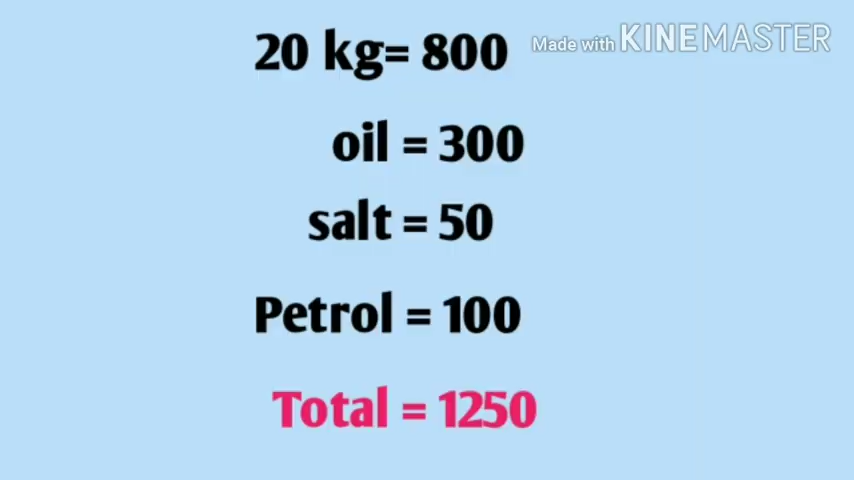 20 kg= 800
Made with KINEMASTER
oil = 300
salt = 50
Petrol = 100
Total = 1250